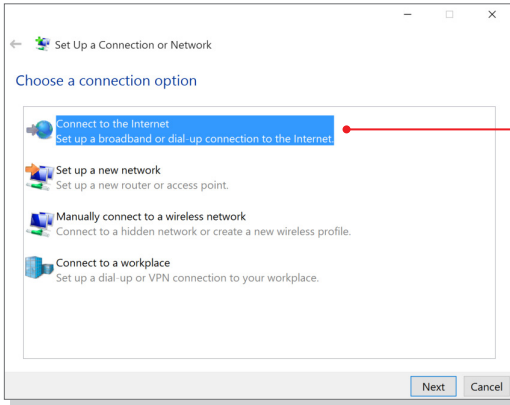 Set Up a Connection or Network
Choose a connection option
Connect to the Internet
Set up a broadband or dial-up connection to the Internet.
Set up a new network
Set up a new router or access point.
Manually connect to a wireless network
Connect to a hidden network or create a new wireless profile.
Connect to a workplace
Set up a dial-up or VPN connection to your workplace.
Next Cancel